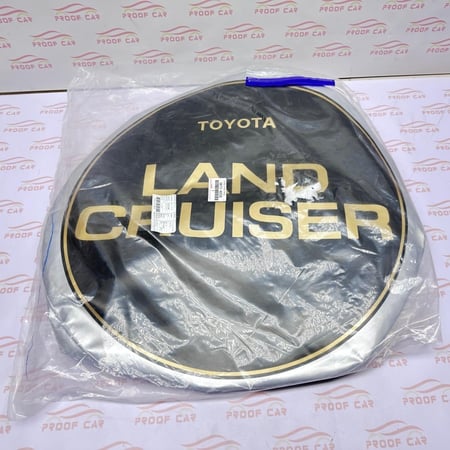 TOYOTA
LAND
CRUISER
PROOF CAR